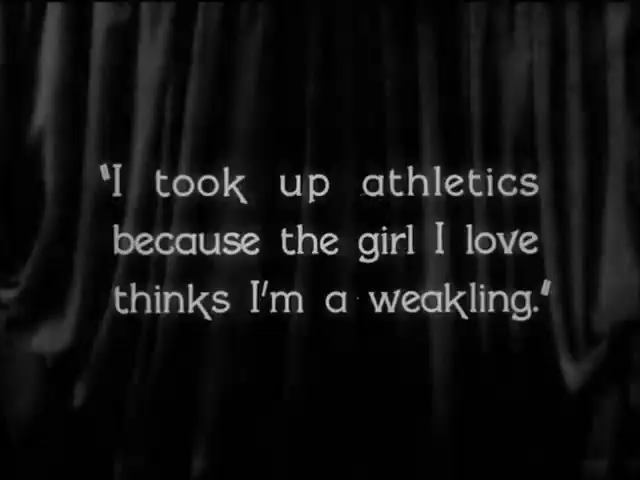 "I took up athletics
because the girl I love
thinks I'm a weakling."